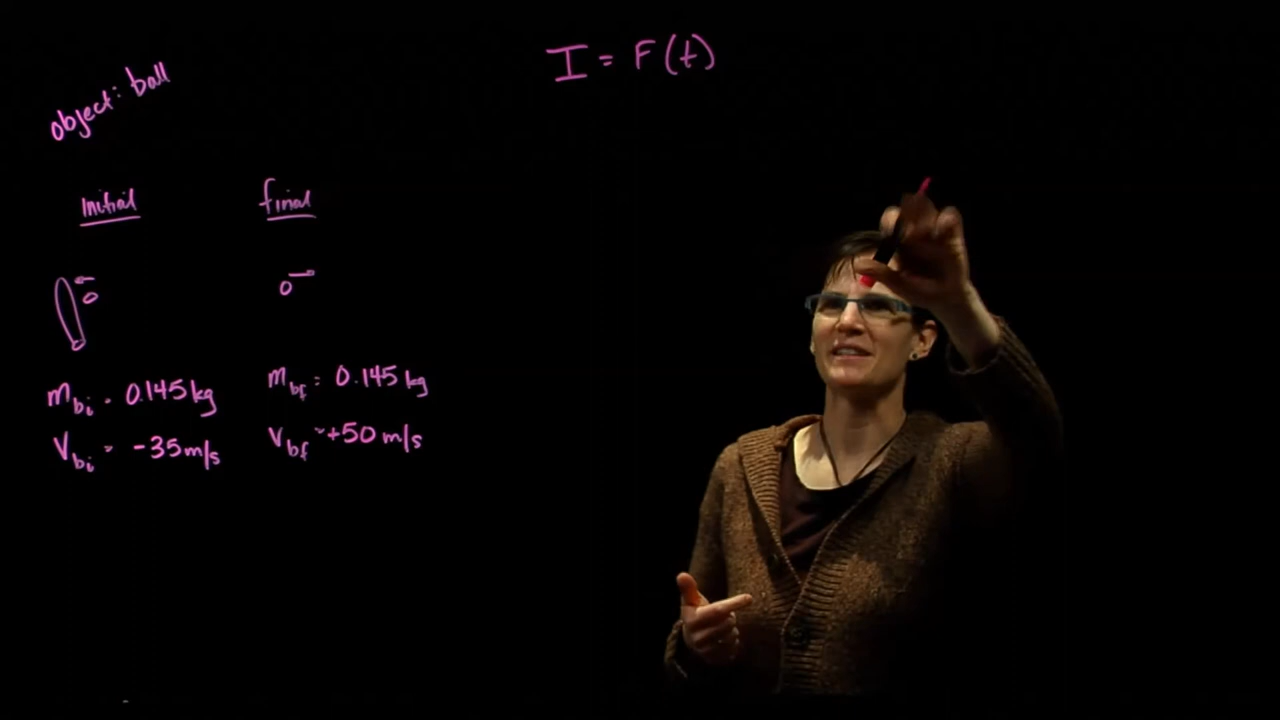 I = F(t)
object: ball
Initial
final
m_bi = 0.145 kg
m_bf = 0.145 kg
V_bi = -35 m/s
V_bf = +50 m/s